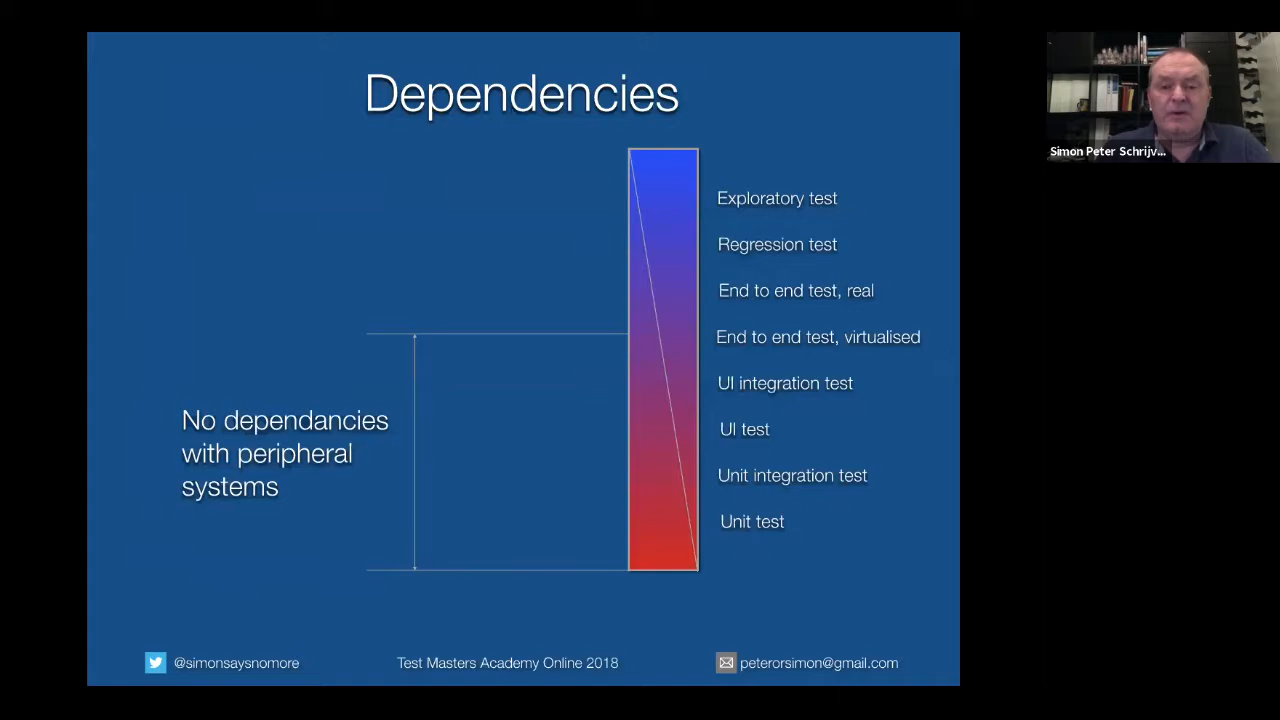 Dependencies
Exploratory test
Regression test
End to end test, real
End to end test, virtualised
UI integration test
UI test
Unit integration test
Unit test
No dependancies
with peripheral
systems
@simonsaysnomore
Test Masters Academy Online 2018
peterorsimon@gmail.com
Simon Peter Schrijv...